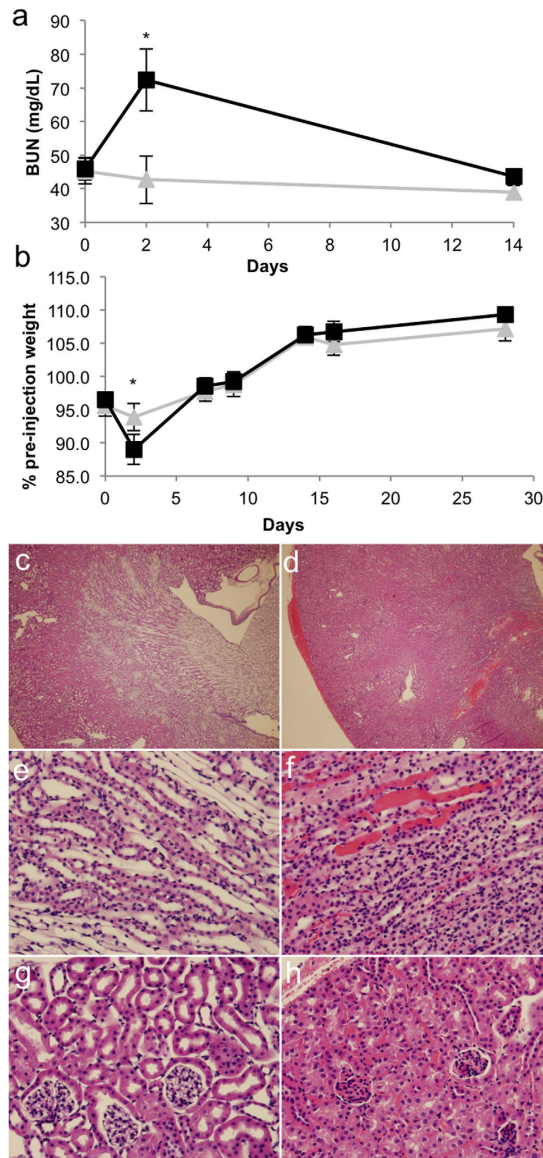 a
90
80
70
60
50
40
30
BUN (mg/dL)
*
0 2 4 6 8 10 12 14
Days
b
115.0
110.0
105.0
100.0
95.0
90.0
85.0
% pre-injection weight
*
0 5 10 15 20 25 30
Days
c
d
e
f
g
h